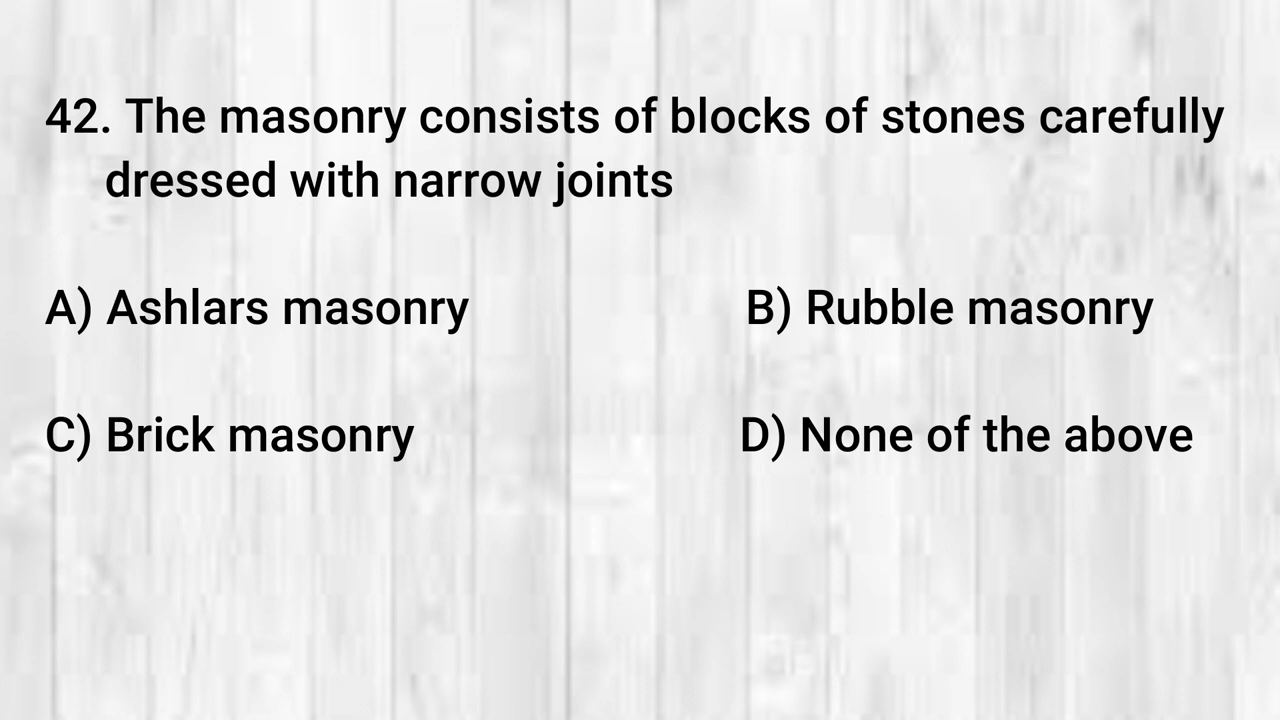 42. The masonry consists of blocks of stones carefully
dressed with narrow joints
A) Ashlars masonry B) Rubble masonry
C) Brick masonry D) None of the above